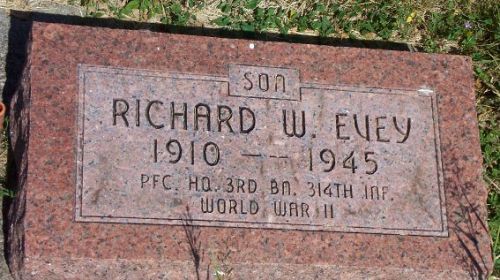 SON
RICHARD W. EVEY
1910 -- 1945
PFC. HQ. 3RD BN. 314TH INF.
WORLD WAR II